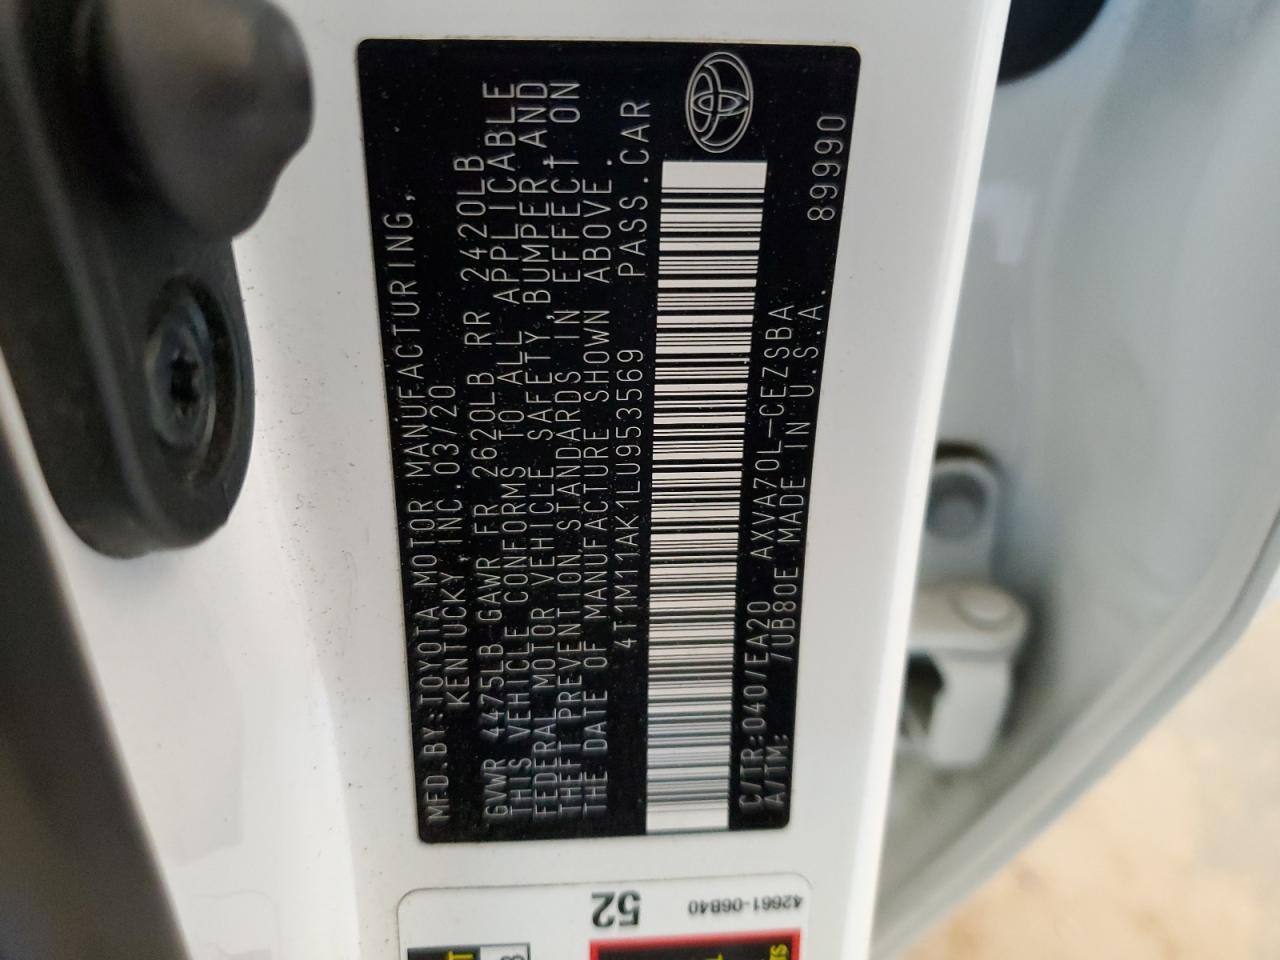 MFD.BY:TOYOTA MOTOR MANUFACTURING,
KENTUCKY, INC. 03/20
GVWR 4475LB GAWR FR 2620LB RR 2420LB
THIS VEHICLE CONFORMS TO ALL APPLICABLE
FEDERAL MOTOR VEHICLE SAFETY,BUMPER,AND
THEFT PREVENTION STANDARDS IN EFFECT ON
THE DATE OF MANUFACTURE SHOWN ABOVE.
4T1M11AK1LU953569 PASS.CAR
C/TR:040/EA20 AXVA70L-CEZSBA
A/TM: /UB80E MADE IN U.S.A. 89990
52
42661-06B40